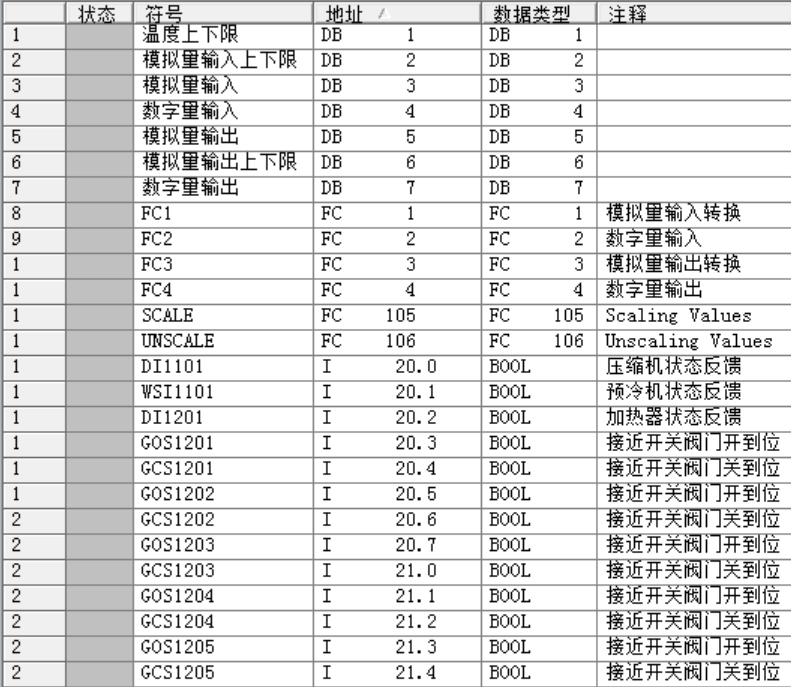 状态 符号 地址 数据类型 注释
1 温度上下限 DB 1 DB 1
2 模拟量输入上下限 DB 2 DB 2
3 模拟量输入 DB 3 DB 3
4 数字量输入 DB 4 DB 4
5 模拟量输出 DB 5 DB 5
6 模拟量输出上下限 DB 6 DB 6
7 数字量输出 DB 7 DB 7
8 FC1 FC 1 FC 1 模拟量输入转换
9 FC2 FC 2 FC 2 数字量输入
1 FC3 FC 3 FC 3 模拟量输出转换
1 FC4 FC 4 FC 4 数字量输出
1 SCALE FC 105 FC 105 Scaling Values
1 UNSCALE FC 106 FC 106 Unscaling Values
1 DI1101 I 20.0 BOOL 压缩机状态反馈
1 WSI1101 I 20.1 BOOL 预冷机状态反馈
1 DI1201 I 20.2 BOOL 加热器状态反馈
1 GOS1201 I 20.3 BOOL 接近开关阀门开到位
1 GCS1201 I 20.4 BOOL 接近开关阀门关到位
1 GOS1202 I 20.5 BOOL 接近开关阀门开到位
2 GCS1202 I 20.6 BOOL 接近开关阀门关到位
2 GOS1203 I 20.7 BOOL 接近开关阀门开到位
2 GCS1203 I 21.0 BOOL 接近开关阀门关到位
2 GOS1204 I 21.1 BOOL 接近开关阀门开到位
2 GCS1204 I 21.2 BOOL 接近开关阀门关到位
2 GOS1205 I 21.3 BOOL 接近开关阀门开到位
2 GCS1205 I 21.4 BOOL 接近开关阀门关到位